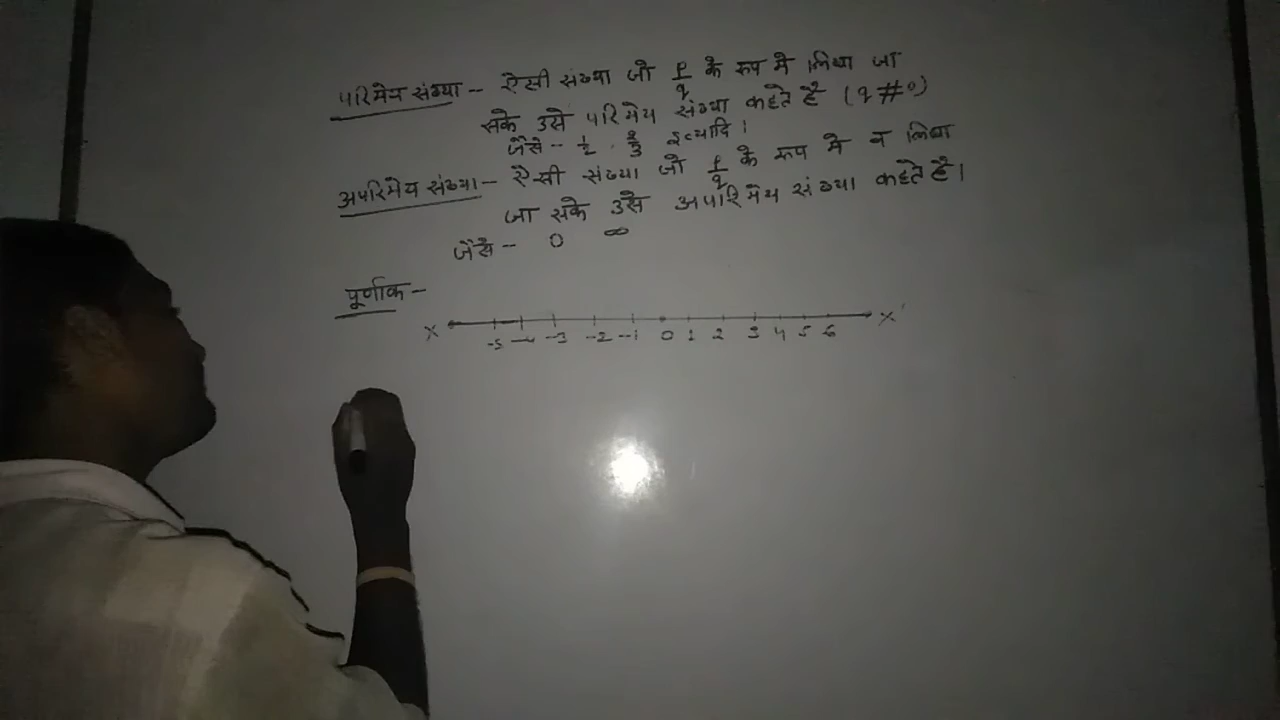 परिमेय संख्या - ऐसी संख्या जो p/q के रूप मे लिखा जा
सके उसे परिमेय संख्या कहते है (q # 0)
जैसे - 1/2 , 2/3 इत्यादि ।
अपरिमेय संख्या - ऐसी संख्या जो p/q के रूप मे न लिखा
जा सके उसे अपरिमेय संख्या कहते है।
जैसे - 0 ∞
पूर्णाक -
X -5 -4 -3 -2 -1 0 1 2 3 4 5 6 X'